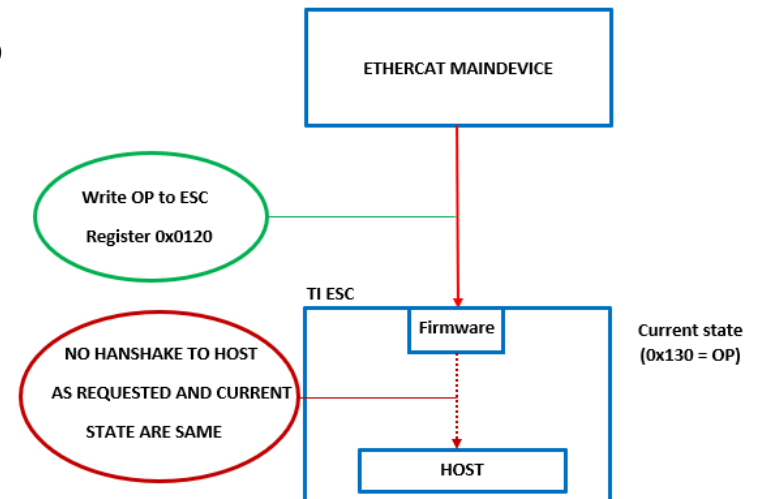 )
ETHERCAT MAINDEVICE
Write OP to ESC
Register 0x0120
TI ESC
Firmware
Current state
(0x130 = OP)
NO HANSHAKE TO HOST
AS REQUESTED AND CURRENT
STATE ARE SAME
HOST